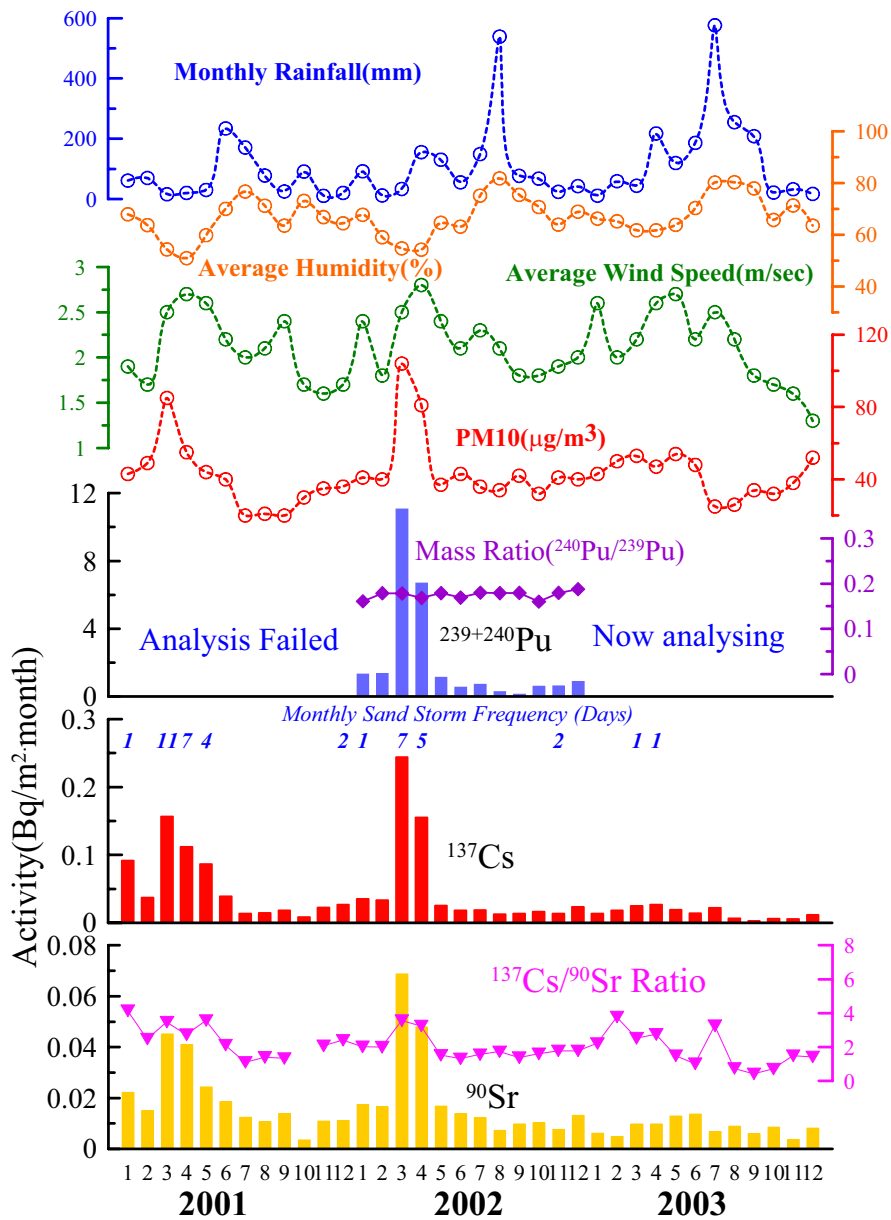 600
Monthly Rainfall(mm)
400
200
0
100
80
60
40
Average Humidity(%)
Average Wind Speed(m/sec)
3
2.5
2
1.5
1
120
80
40
PM10(μg/m³)
12
8
4
0
Mass Ratio(²⁴⁰Pu/²³⁹Pu)
0.3
0.2
0.1
0
Analysis Failed
²³⁹⁺²⁴⁰Pu
Now analysing
Activity(Bq/m²·month)
0.3
0.2
0.1
0
Monthly Sand Storm Frequency (Days)
1 11 7 4 2 1 7 5 2 1 1
¹³⁷Cs
0.08
0.06
0.04
0.02
0
¹³⁷Cs/⁹⁰Sr Ratio
8
6
4
2
0
⁹⁰Sr
1 2 3 4 5 6 7 8 9 10 11 12 1 2 3 4 5 6 7 8 9 10 11 12 1 2 3 4 5 6 7 8 9 10 11 12
2001 2002 2003